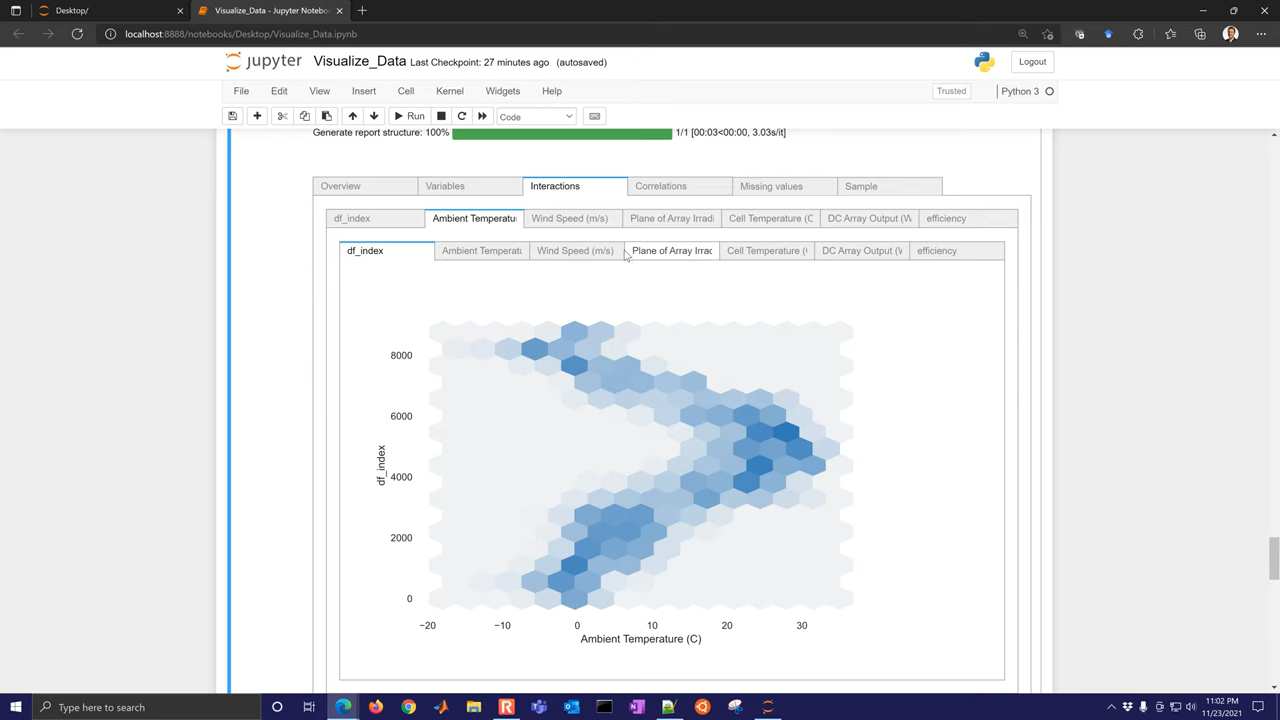 Desktop/
Visualize_Data - Jupyter Noteboo
localhost:8888/notebooks/Desktop/Visualize_Data.ipynb
jupyter Visualize_Data Last Checkpoint: 27 minutes ago (autosaved)
Logout
File Edit View Insert Cell Kernel Widgets Help
Trusted Python 3
Run Code
Generate report structure: 100% 1/1 [00:03<00:00, 3.03s/it]
Overview Variables Interactions Correlations Missing values Sample
df_index Ambient Temperatu Wind Speed (m/s) Plane of Array Irradi Cell Temperature (C DC Array Output (W efficiency
df_index Ambient Temperatu Wind Speed (m/s) Plane of Array Irrad Cell Temperature ( DC Array Output (W efficiency
8000
6000
df_index
4000
2000
0
−20 −10 0 10 20 30
Ambient Temperature (C)
Type here to search
11:02 PM
11/23/2021